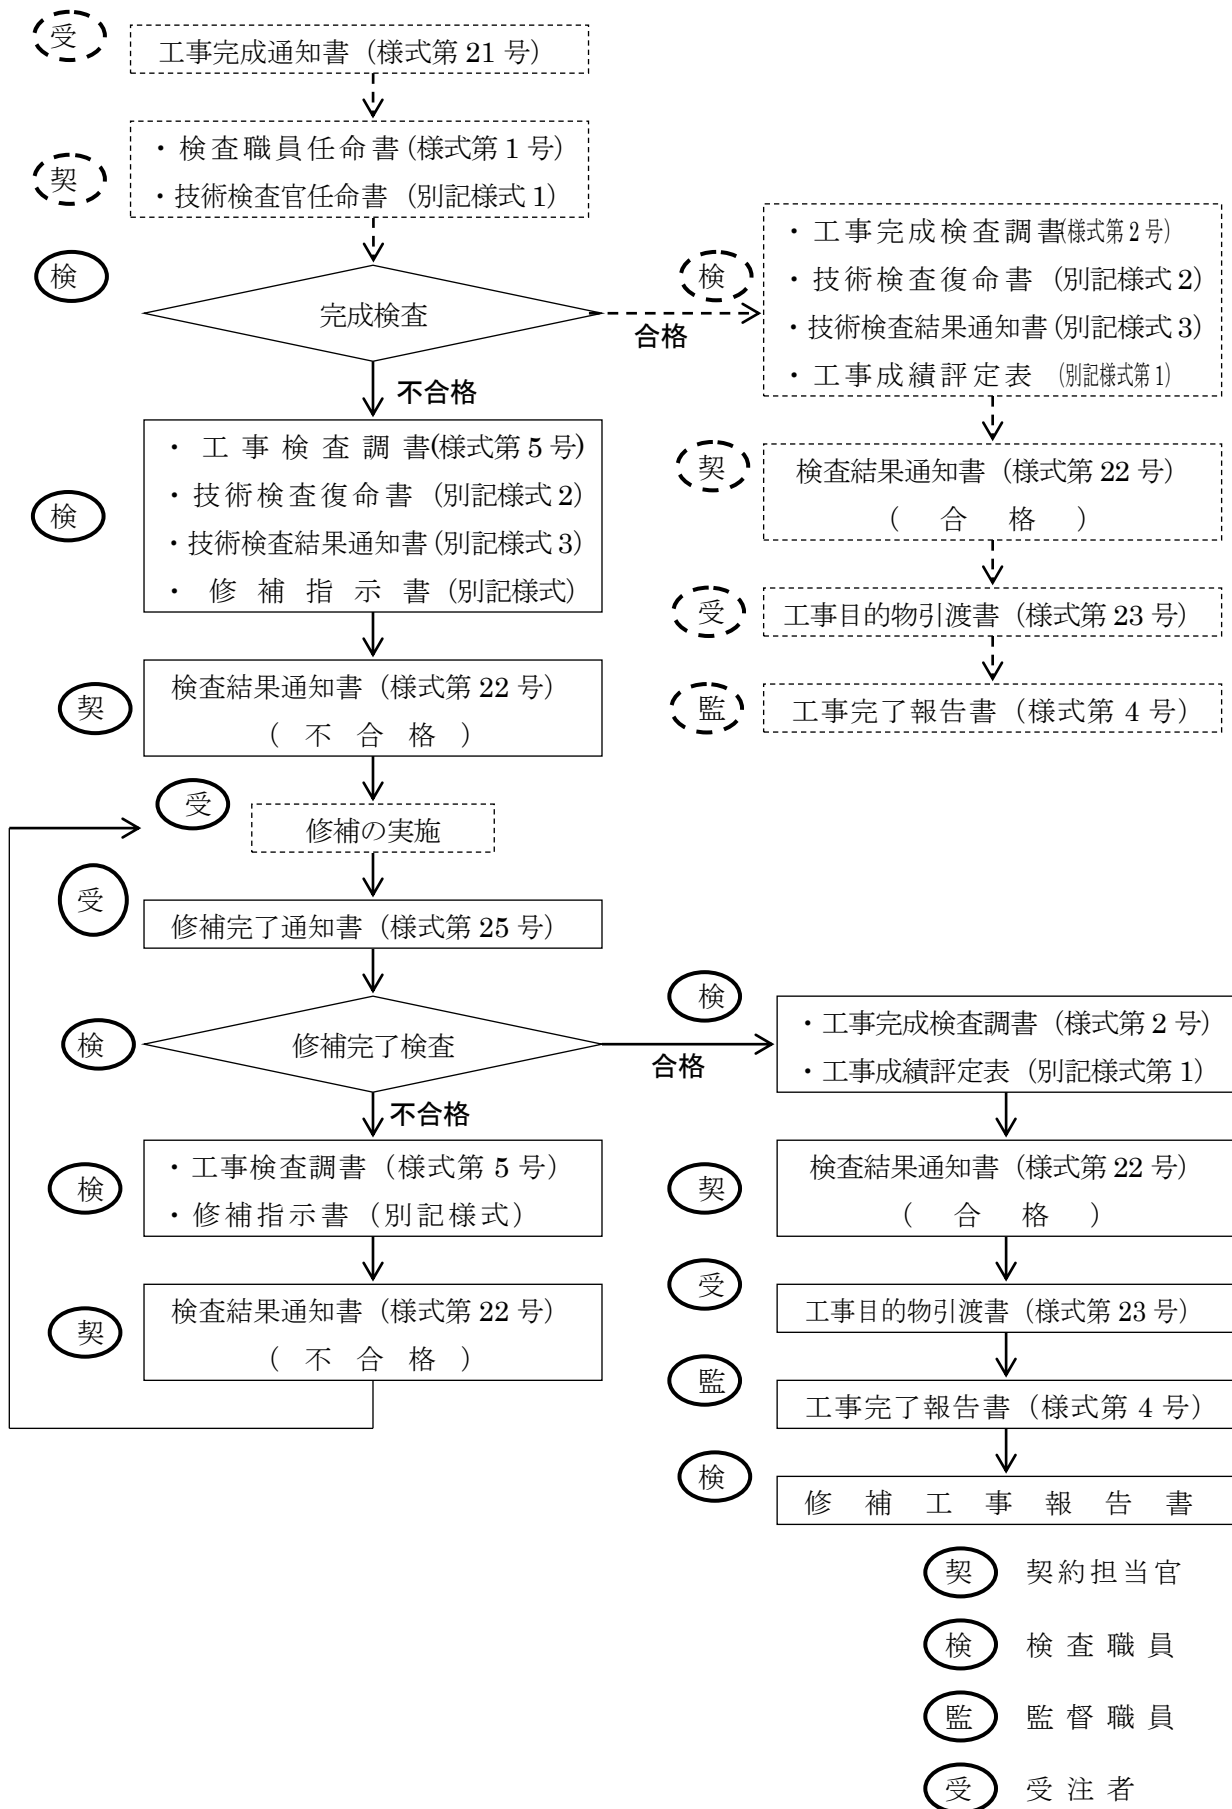 受
工事完成通知書（様式第 21 号）
契
・検査職員任命書（様式第 1 号）
・技術検査官任命書（別記様式 1）
検
完成検査
合格
不合格
検
・工事完成検査調書（様式第 2 号）
・技術検査復命書（別記様式 2）
・技術検査結果通知書（別記様式 3）
・工事成績評定表（別記様式第 1）
契
検査結果通知書（様式第 22 号）
（合格）
受
工事目的物引渡書（様式第 23 号）
監
工事完了報告書（様式第 4 号）
検
・工事検査調書（様式第 5 号）
・技術検査復命書（別記様式 2）
・技術検査結果通知書（別記様式 3）
・修補指示書（別記様式）
契
検査結果通知書（様式第 22 号）
（不合格）
受
修補の実施
受
修補完了通知書（様式第 25 号）
検
修補完了検査
合格
不合格
検
・工事完成検査調書（様式第 2 号）
・工事成績評定表（別記様式第 1）
検
・工事検査調書（様式第 5 号）
・修補指示書（別記様式）
契
検査結果通知書（様式第 22 号）
（不合格）
契
検査結果通知書（様式第 22 号）
（合格）
受
工事目的物引渡書（様式第 23 号）
監
工事完了報告書（様式第 4 号）
検
修補工事報告書
契 契約担当官
検 検査職員
監 監督職員
受 受注者